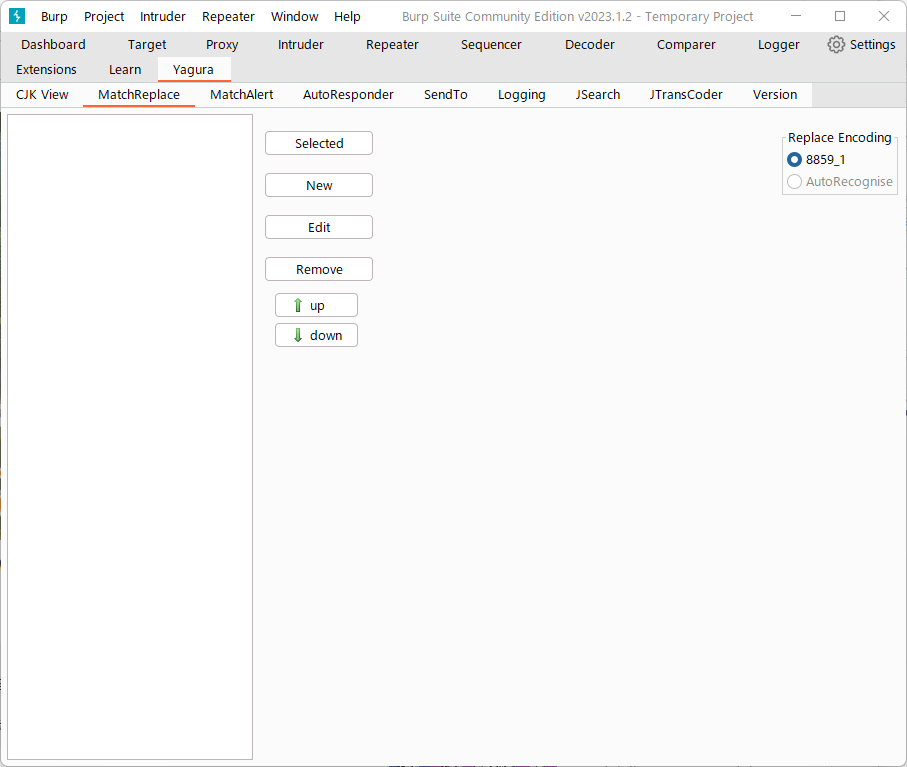 Burp Project Intruder Repeater Window Help Burp Suite Community Edition v2023.1.2 - Temporary Project
Dashboard Target Proxy Intruder Repeater Sequencer Decoder Comparer Logger Settings
Extensions Learn Yagura
CJK View MatchReplace MatchAlert AutoResponder SendTo Logging JSearch JTransCoder Version
Selected
New
Edit
Remove
up
down
Replace Encoding
8859_1
AutoRecognise